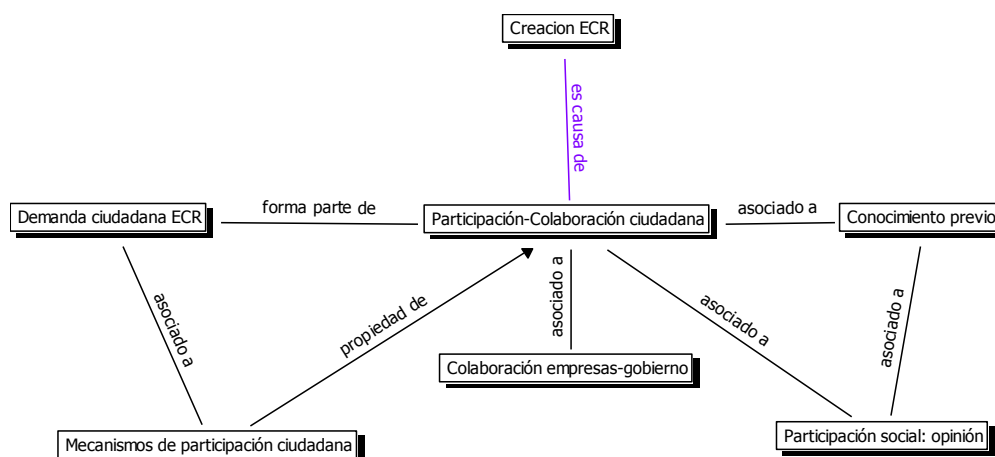 Creacion ECR
es causa de
Demanda ciudadana ECR
forma parte de
Participación-Colaboración ciudadana
asociado a
Conocimiento previo
asociado a
propiedad de
asociado a
asociado a
asociado a
Colaboración empresas-gobierno
Mecanismos de participación ciudadana
Participación social: opinión